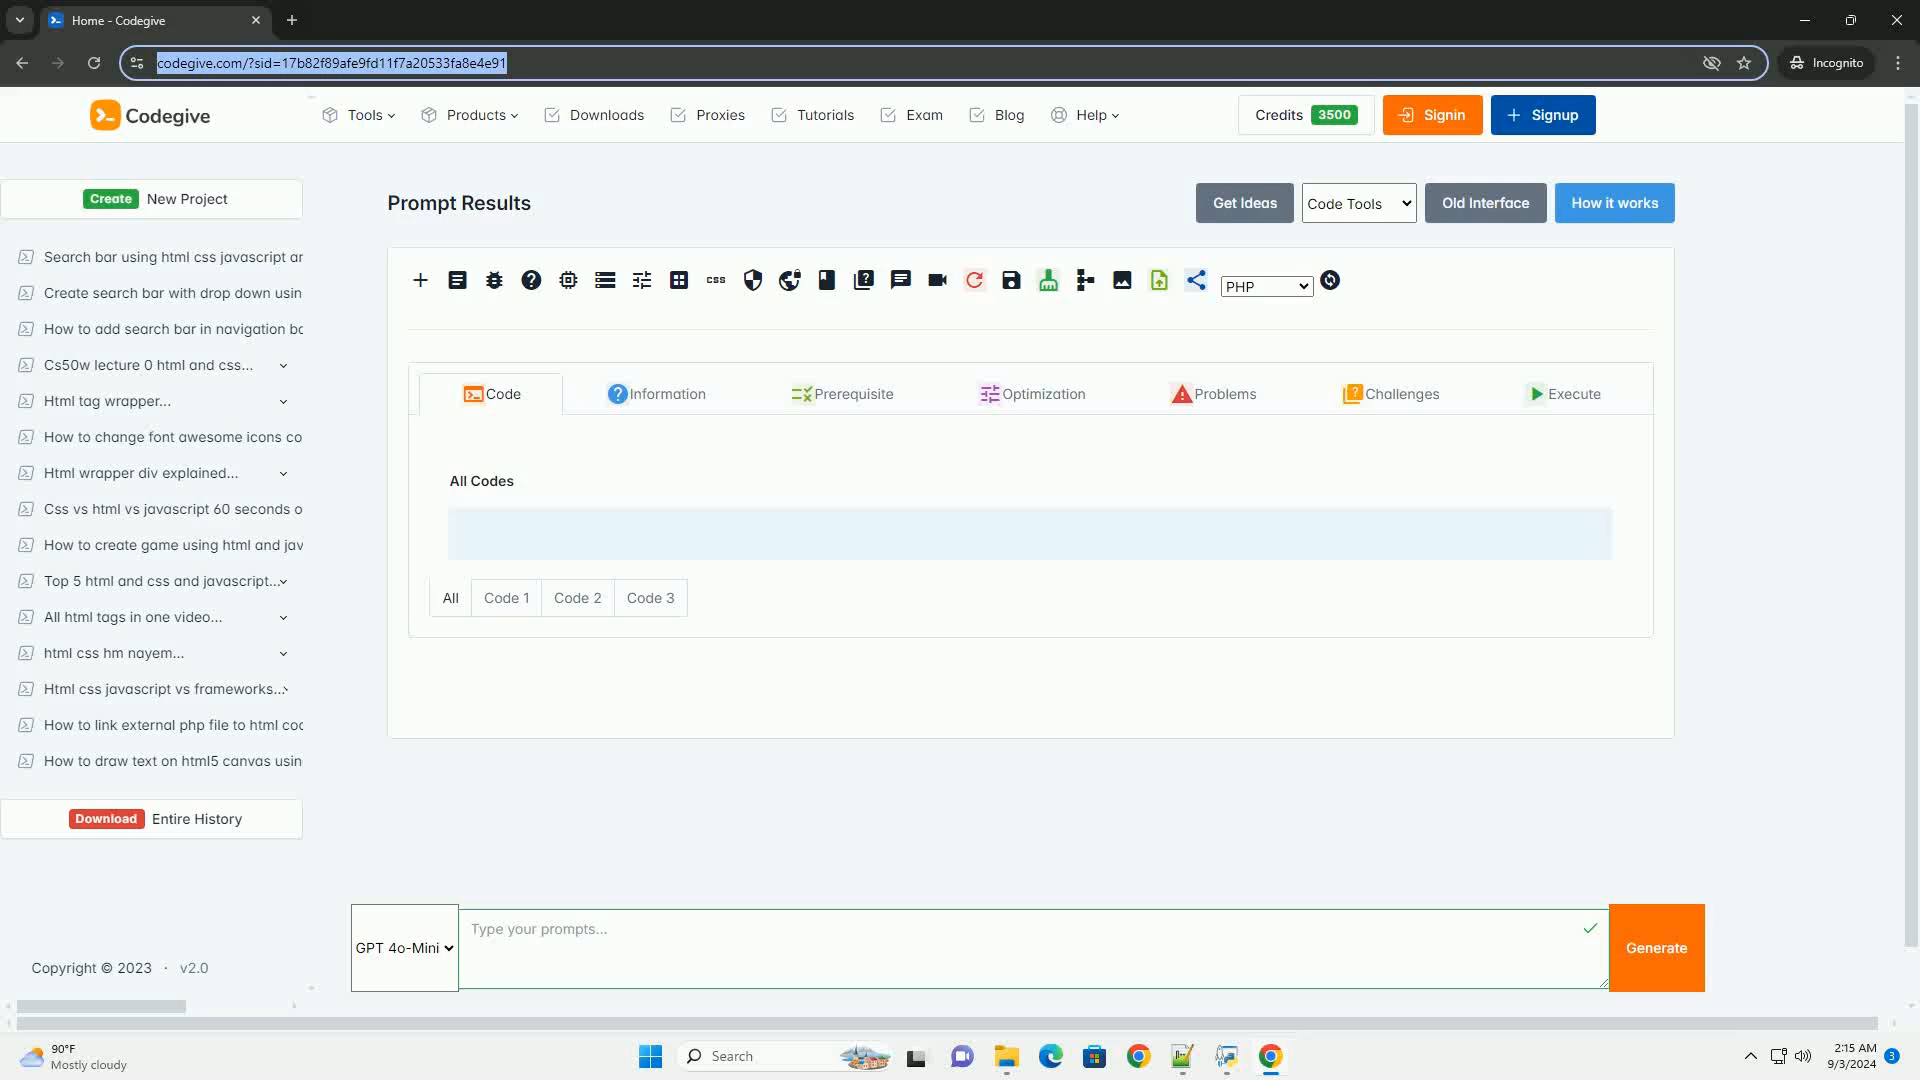 Home - Codegive
codegive.com/?sid=17b82f89afe9fd11f7a20533fa8e4e91
Incognito
Codegive
Tools
Products
Downloads
Proxies
Tutorials
Exam
Blog
Help
Credits 3500
Signin
Signup
Create New Project
Prompt Results
Get Ideas
Code Tools
Old Interface
How it works
Search bar using html css javascript ar
Create search bar with drop down usin
How to add search bar in navigation bo
Cs50w lecture 0 html and css...
Html tag wrapper...
How to change font awesome icons co
Html wrapper div explained...
Css vs html vs javascript 60 seconds o
How to create game using html and jav
Top 5 html and css and javascript...
All html tags in one video...
html css hm nayem...
Html css javascript vs frameworks...
How to link external php file to html coc
How to draw text on html5 canvas usin
Download Entire History
Copyright © 2023 · v2.0
css
PHP
Code
Information
Prerequisite
Optimization
Problems
Challenges
Execute
All Codes
All
Code 1
Code 2
Code 3
GPT 4o-Mini
Type your prompts...
Generate
90°F
Mostly cloudy
Search
2:15 AM
9/3/2024
3